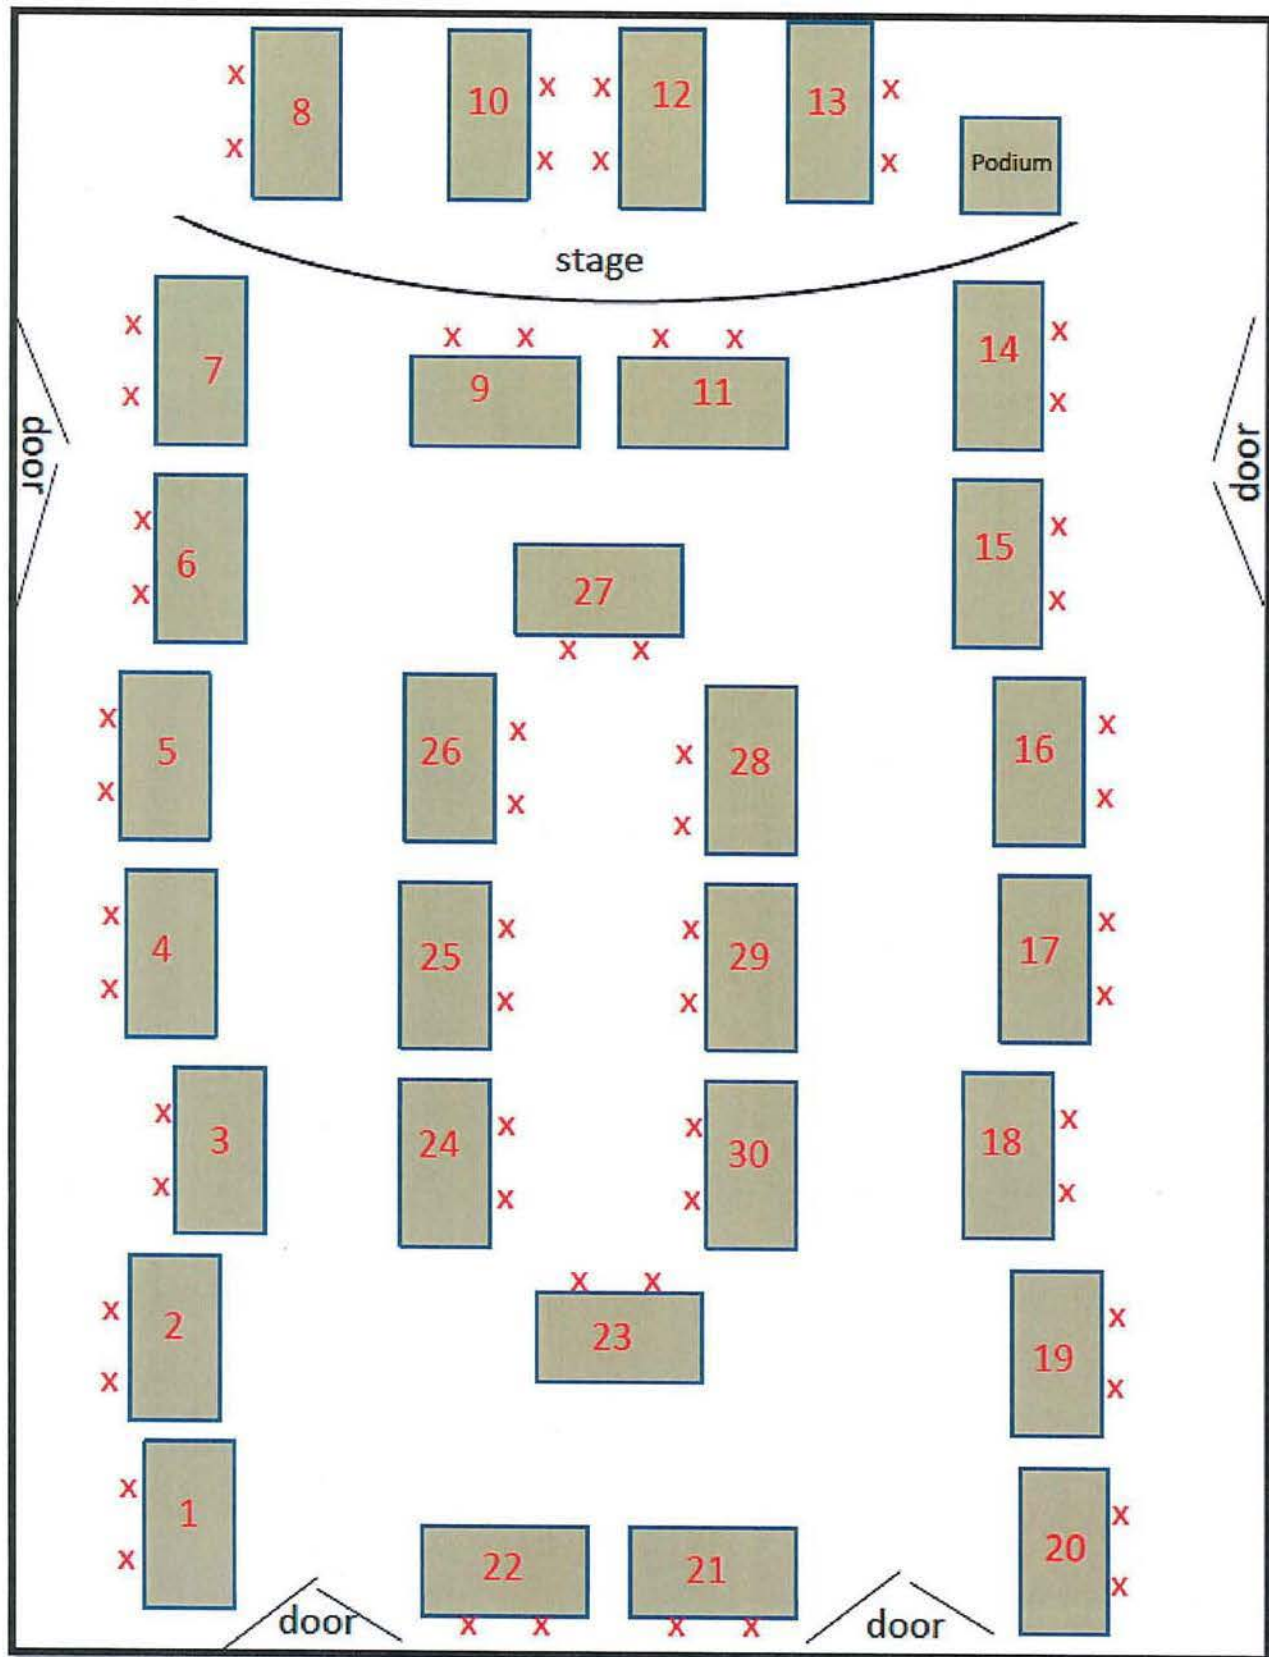 x 8 10 x x 12 13 x
x x x x Podium
stage
x 7 x x x x 14 x
x 9 11 x
door door
x 6 15 x
x 27 x
x x
x 5 26 x x 28 16 x
x x x x
x 4 25 x x 29 17 x
x x x x
x 3 24 x x 30 18 x
x x x x
x x
x 2 23 19 x
x x
x 1 20 x
x 22 21 x
door x x x x door